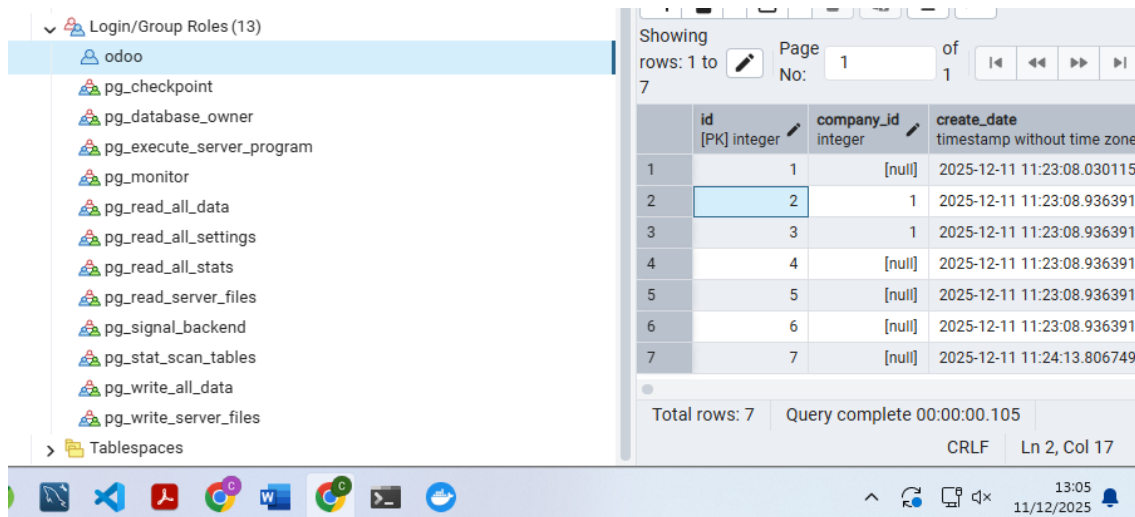 Login/Group Roles (13)
odoo
pg_checkpoint
pg_database_owner
pg_execute_server_program
pg_monitor
pg_read_all_data
pg_read_all_settings
pg_read_all_stats
pg_read_server_files
pg_signal_backend
pg_stat_scan_tables
pg_write_all_data
pg_write_server_files
Tablespaces
Showing
rows: 1 to
7
Page
No:
1
of
1
id company_id create_date
[PK] integer integer timestamp without time zone
1 1 [null] 2025-12-11 11:23:08.030115
2 2 1 2025-12-11 11:23:08.936391
3 3 1 2025-12-11 11:23:08.936391
4 4 [null] 2025-12-11 11:23:08.936391
5 5 [null] 2025-12-11 11:23:08.936391
6 6 [null] 2025-12-11 11:23:08.936391
7 7 [null] 2025-12-11 11:24:13.806749
Total rows: 7 Query complete 00:00:00.105
CRLF Ln 2, Col 17
C W C
13:05
11/12/2025